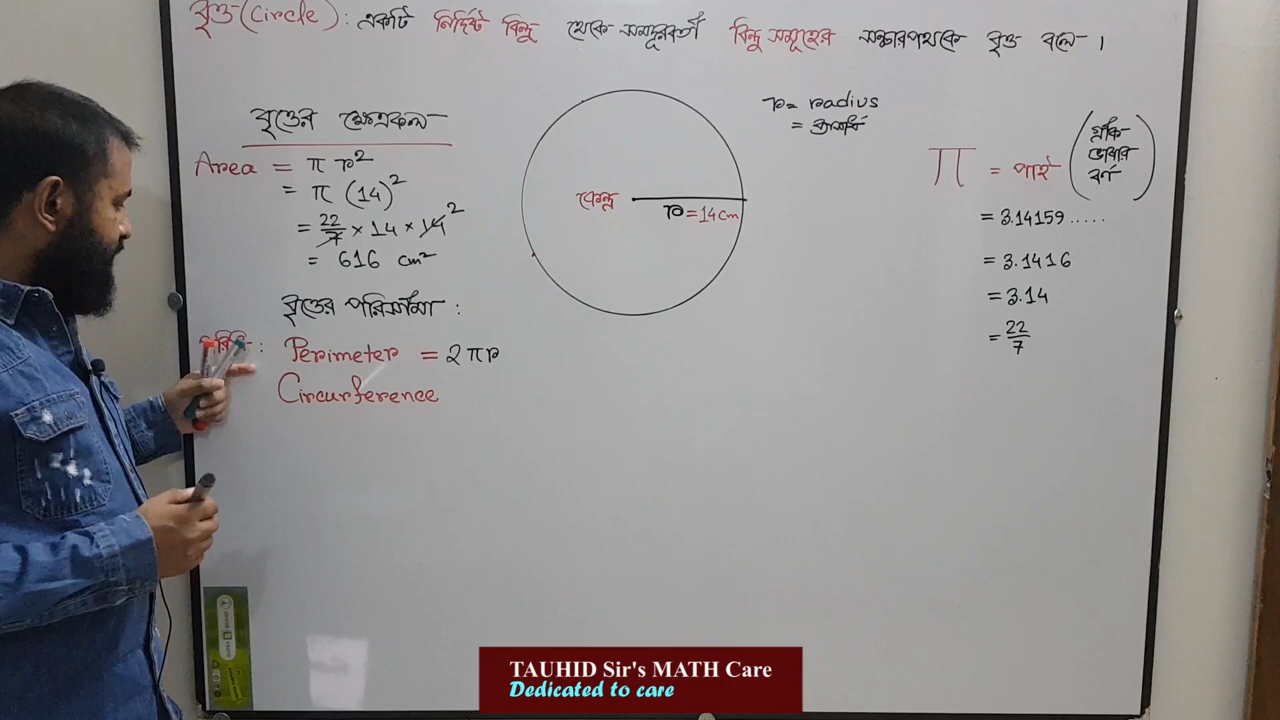 বৃত্ত (Circle) : একটি নির্দিষ্ট বিন্দু থেকে সমদূরবর্তী বিন্দু সমূহের সঞ্চারপথকে বৃত্ত বলে ।
বৃত্তের ক্ষেত্রফল
Area = π r²
= π (14)²
= 22/7 × 14 × 14 2
= 616 cm²
বৃত্তের পরিসীমা :
: Perimeter = 2πr
Circurference
কেন্দ্র
r = 14 cm
r = radius
= ব্যাসার্ধ
π = পাই (গ্রীক ভাষার বর্ণ)
= 3.14159 .....
= 3.1416
= 3.14
= 22/7
TAUHID Sir's MATH Care
Dedicated to care